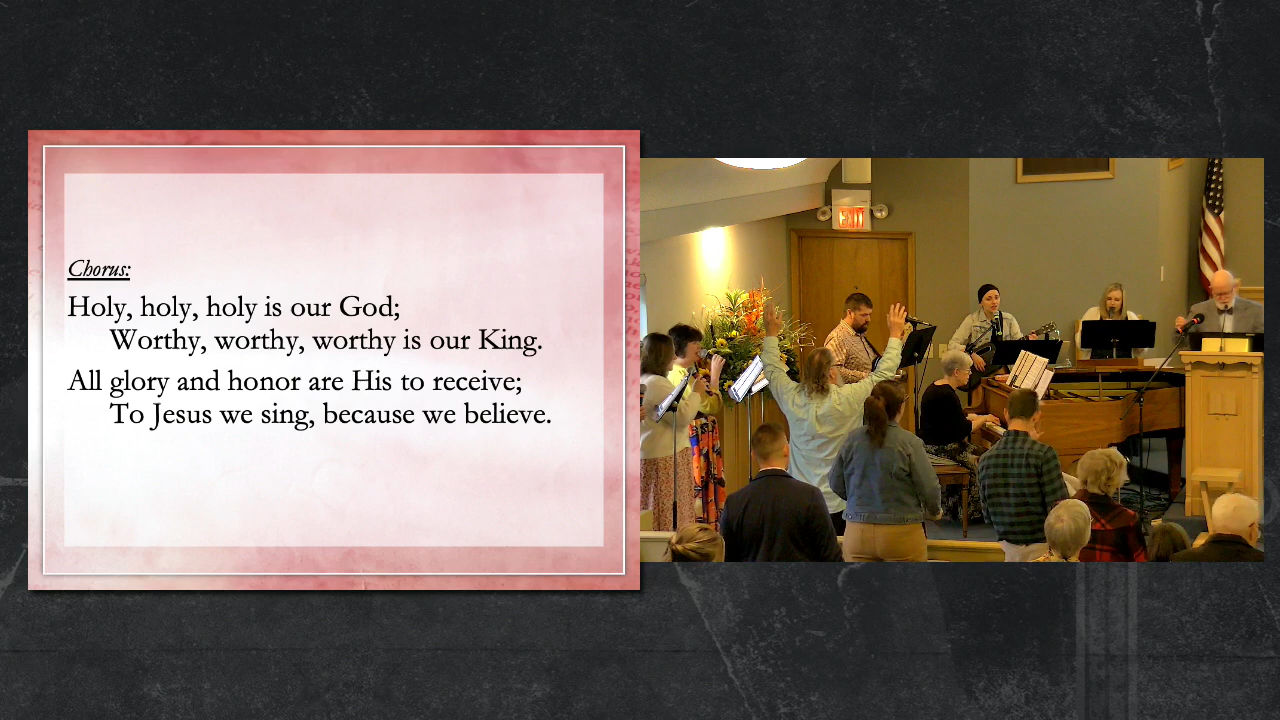 Chorus:
Holy, holy, holy is our God;
Worthy, worthy, worthy is our King.
All glory and honor are His to receive;
To Jesus we sing, because we believe.
EXIT